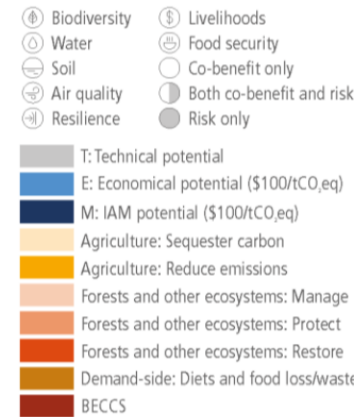 Biodiversity
Water
Soil
Air quality
Resilience
$ Livelihoods
Food security
Co-benefit only
Both co-benefit and risk
Risk only
T: Technical potential
E: Economical potential ($100/tCO₂eq)
M: IAM potential ($100/tCO₂eq)
Agriculture: Sequester carbon
Agriculture: Reduce emissions
Forests and other ecosystems: Manage
Forests and other ecosystems: Protect
Forests and other ecosystems: Restore
Demand-side: Diets and food loss/waste
BECCS